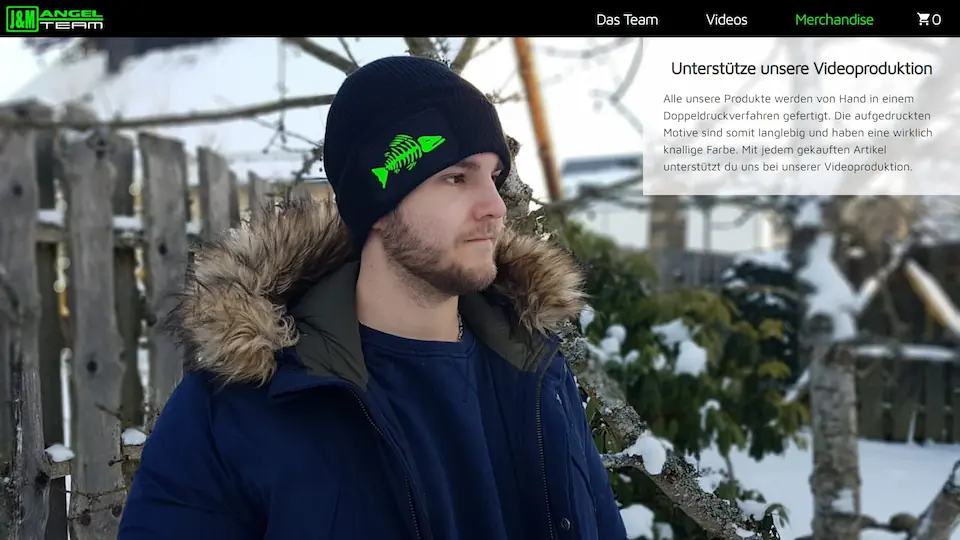 J&M ANGEL TEAM
Das Team
Videos
Merchandise
0
Unterstütze unsere Videoproduktion
Alle unsere Produkte werden von Hand in einem
Doppeldruckverfahren gefertigt. Die aufgedruckten
Motive sind somit langlebig und haben eine wirklich
knallige Farbe. Mit jedem gekauften Artikel
unterstützt du uns bei unserer Videoproduktion.